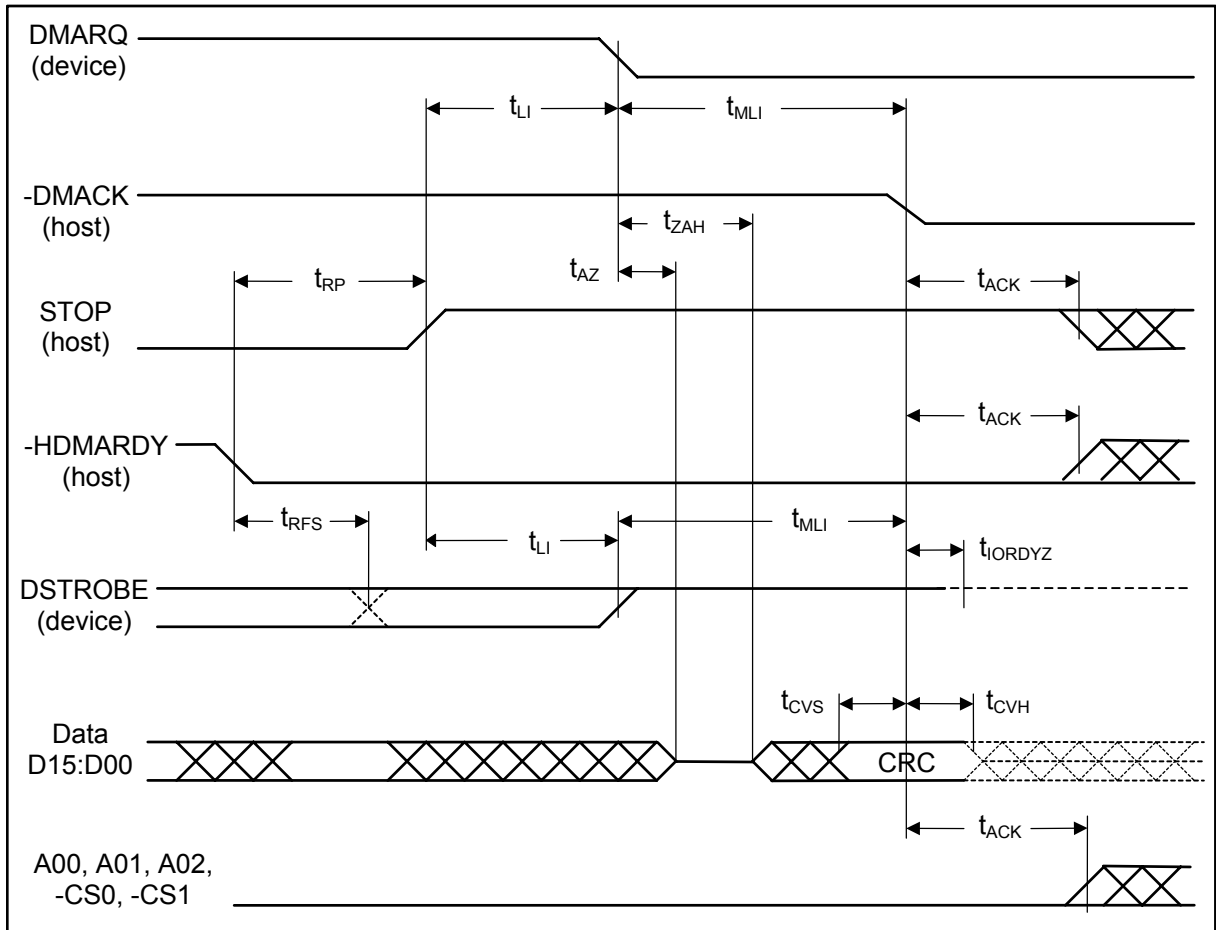 DMARQ
(device)
tLI
tMLI
-DMACK
(host)
tZAH
tAZ
tRP
tACK
STOP
(host)
tACK
-HDMARDY
(host)
tRFS
tLI
tMLI
tIORDYZ
DSTROBE
(device)
tCVS
tCVH
Data
D15:D00
CRC
tACK
A00, A01, A02,
-CS0, -CS1